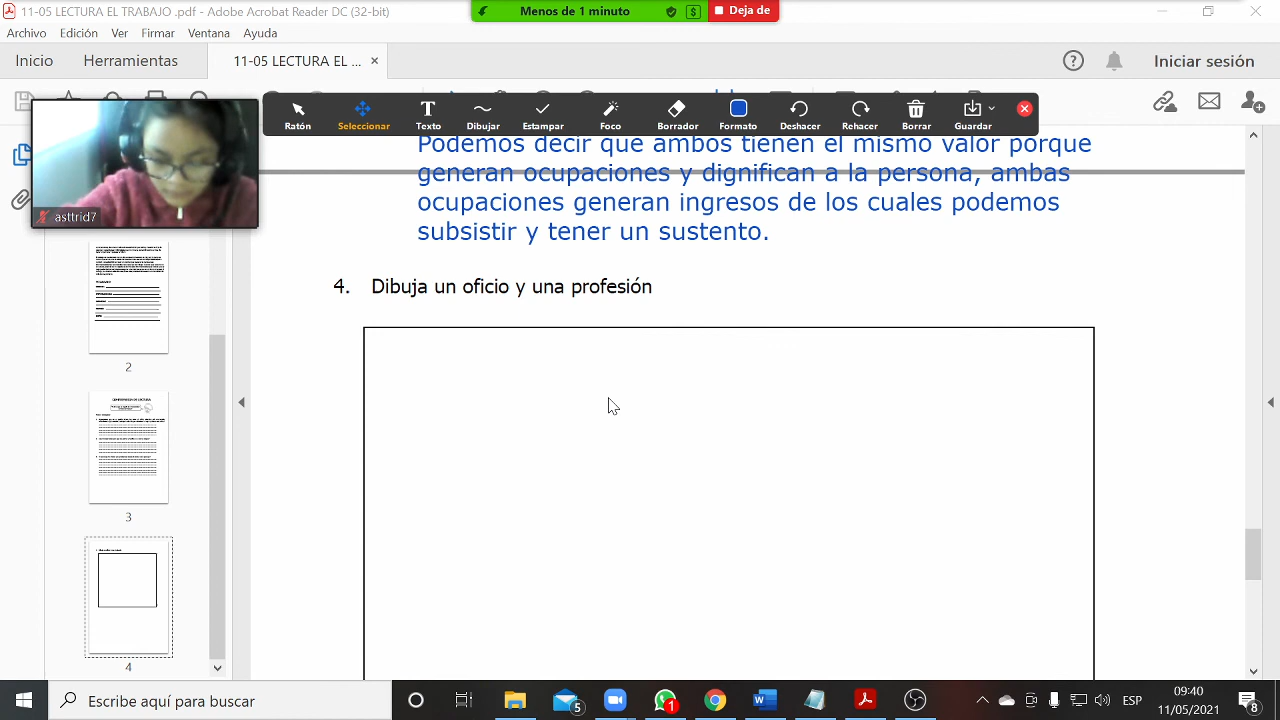 11-05 LECTURA EL TRABAJO .pdf - Adobe Acrobat Reader DC (32-bit)
Menos de 1 minuto
$
Deja de
Archivo Edición Ver Firmar Ventana Ayuda
Inicio Herramientas 11-05 LECTURA EL ... × ? Iniciar sesión
Ratón Seleccionar Texto Dibujar Estampar Foco Borrador Formato Deshacer Rehacer Borrar Guardar
asttrid7
Podemos decir que ambos tienen el mismo valor porque
generan ocupaciones y dignifican a la persona, ambas
ocupaciones generan ingresos de los cuales podemos
subsistir y tener un sustento.
4. Dibuja un oficio y una profesión
2
3
4
Escribe aquí para buscar
5
1
ESP
09:40
11/05/2021
8